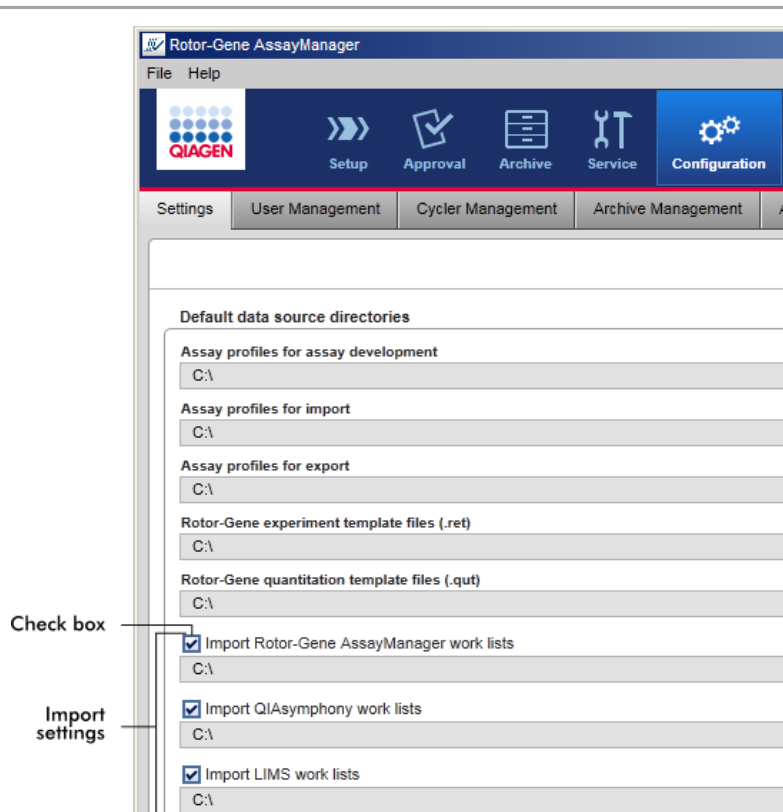 Rotor-Gene AssayManager
File Help
QIAGEN
Setup Approval Archive Service Configuration
Settings User Management Cycler Management Archive Management
Default data source directories
Assay profiles for assay development
C:\
Assay profiles for import
C:\
Assay profiles for export
C:\
Rotor-Gene experiment template files (.ret)
C:\
Rotor-Gene quantitation template files (.qut)
C:\
Check box
Import Rotor-Gene AssayManager work lists
C:\
Import settings
Import QIAsymphony work lists
C:\
Import LIMS work lists
C:\